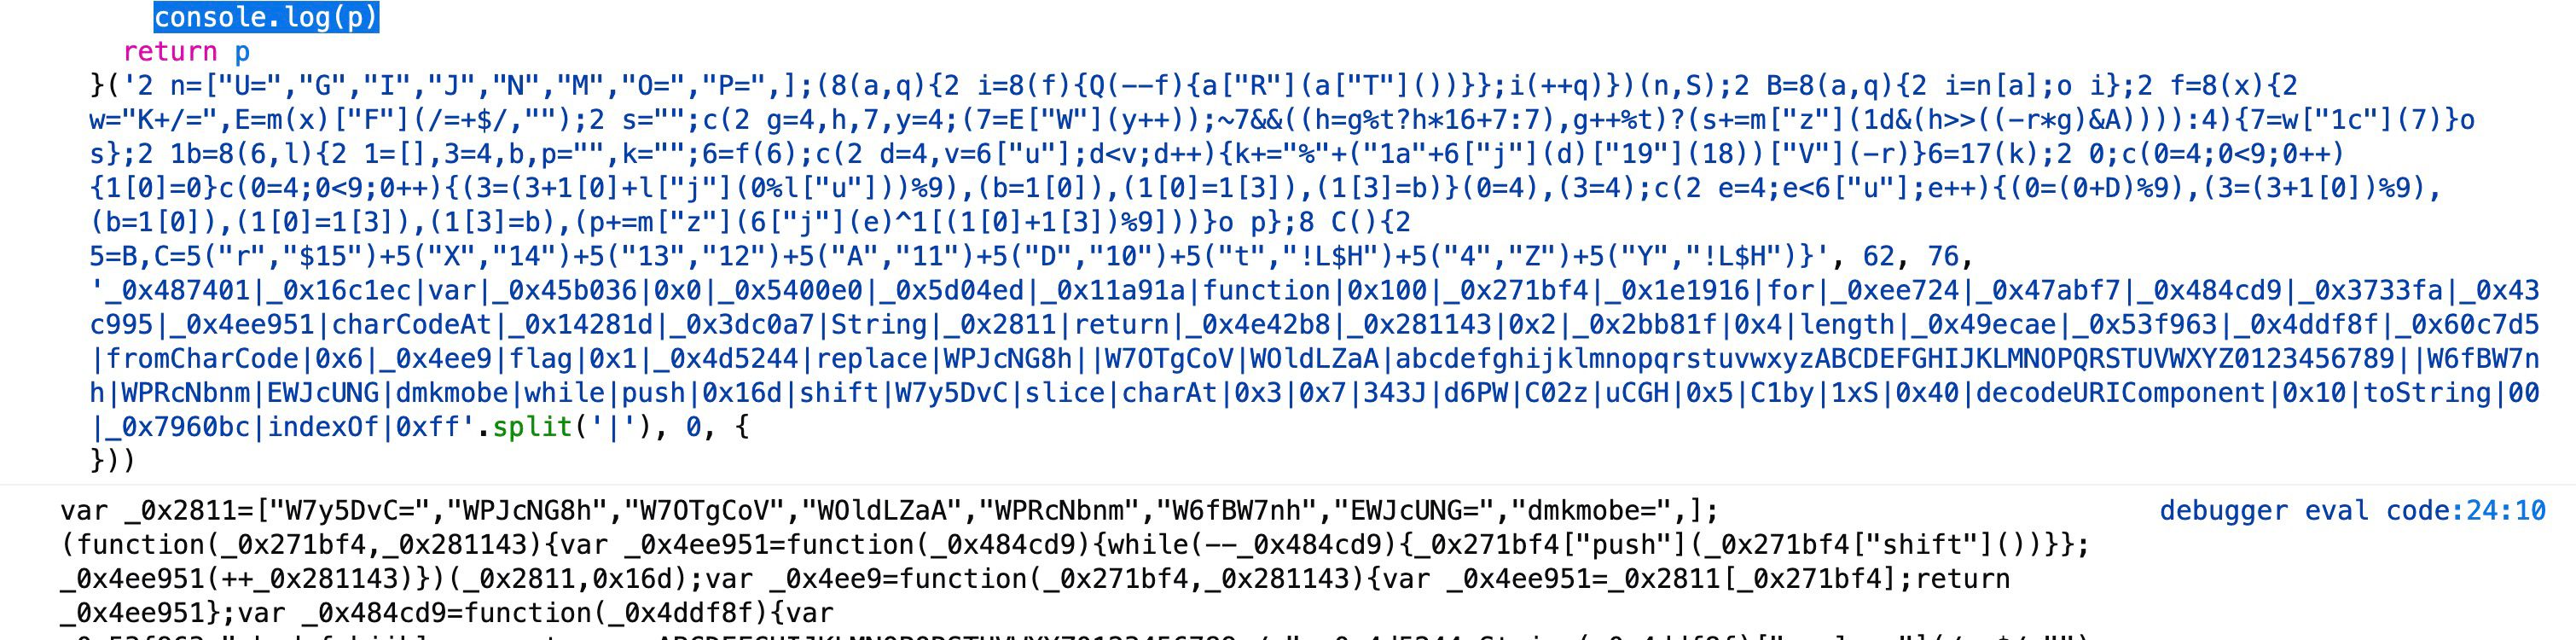 console.log(p)
return p
}('2 n=["U=","G","I","J","N","M","O=","P=",];(8(a,q){2 i=8(f){Q(--f){a["R"](a["T"]())}};i(++q)})(n,S);2 B=8(a,q){2 i=n[a];o i};2 f=8(x){2
w="K+/=",E=m(x)["F"](/=+$/,"");2 s="";c(2 g=4,h,7,y=4;(7=E["W"](y++));~7&&((h=g%t?h*16+7:7),g++%t)?(s+=m["z"](1d&(h>>((-r*g)&A)))):4){7=w["1c"](7)}o
s};2 1b=8(6,l){2 1=[],3=4,b,p="",k="";6=f(6);c(2 d=4,v=6["u"];d<v;d++){k+="%"+("1a"+6["j"](d)["19"](18))["V"](-r)}6=17(k);2 0;c(0=4;0<9;0++)
{1[0]=0}c(0=4;0<9;0++){(3=(3+1[0]+l["j"](0%l["u"]))%9),(b=1[0]),(1[0]=1[3]),(1[3]=b)}(0=4),(3=4);c(2 e=4;e<6["u"];e++){(0=(0+D)%9),(3=(3+1[0])%9),
(b=1[0]),(1[0]=1[3]),(1[3]=b),(p+=m["z"](6["j"](e)^1[(1[0]+1[3])%9]))}o p};8 C(){2
5=B,C=5("r","$15")+5("X","14")+5("13","12")+5("A","11")+5("D","10")+5("t","!L$H")+5("4","Z")+5("Y","!L$H")}', 62, 76,
'_0x487401|_0x16c1ec|var|_0x45b036|0x0|_0x5400e0|_0x5d04ed|_0x11a91a|function|0x100|_0x271bf4|_0x1e1916|for|_0xee724|_0x47abf7|_0x484cd9|_0x3733fa|_0x43
c995|_0x4ee951|charCodeAt|_0x14281d|_0x3dc0a7|String|_0x2811|return|_0x4e42b8|_0x281143|0x2|_0x2bb81f|0x4|length|_0x49ecae|_0x53f963|_0x4ddf8f|_0x60c7d5
|fromCharCode|0x6|_0x4ee9|flag|0x1|_0x4d5244|replace|WPJcNG8h||W7OTgCoV|WOldLZaA|abcdefghijklmnopqrstuvwxyzABCDEFGHIJKLMNOPQRSTUVWXYZ0123456789||W6fBW7n
h|WPRcNbnm|EWJcUNG|dmkmobe|while|push|0x16d|shift|W7y5DvC|slice|charAt|0x3|0x7|343J|d6PW|C02z|uCGH|0x5|C1by|1xS|0x40|decodeURIComponent|0x10|toString|00
|_0x7960bc|indexOf|0xff'.split('|'), 0, {
}))
var _0x2811=["W7y5DvC=","WPJcNG8h","W7OTgCoV","WOldLZaA","WPRcNbnm","W6fBW7nh","EWJcUNG=","dmkmobe=",]; debugger eval code:24:10
(function(_0x271bf4,_0x281143){var _0x4ee951=function(_0x484cd9){while(--_0x484cd9){_0x271bf4["push"](_0x271bf4["shift"]())}};
_0x4ee951(++_0x281143)})(_0x2811,0x16d);var _0x4ee9=function(_0x271bf4,_0x281143){var _0x4ee951=_0x2811[_0x271bf4];return
_0x4ee951};var _0x484cd9=function(_0x4ddf8f){var